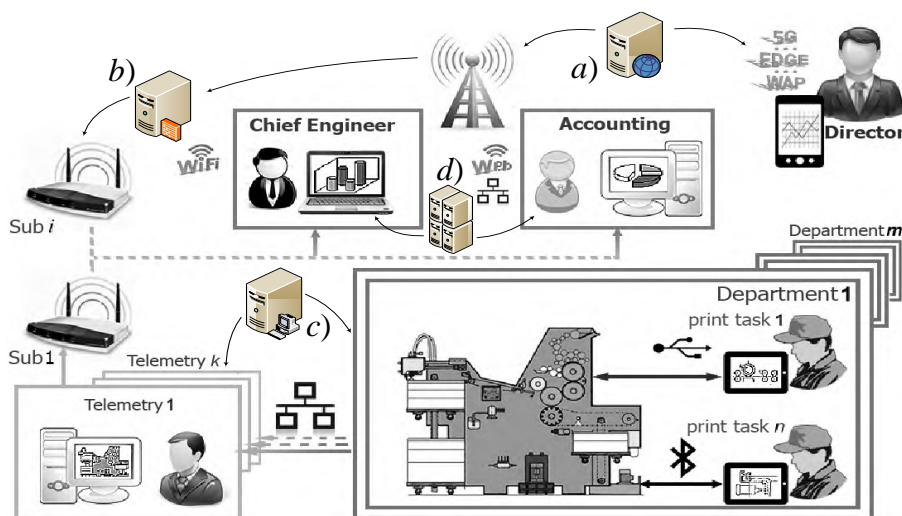 a)
5G
EDGE
WAP
Director
b)
WiFi
Chief Engineer
d)
Web
Accounting
Sub i
Department m
Sub 1
c)
Department 1
print task 1
Telemetry k
Telemetry 1
print task n